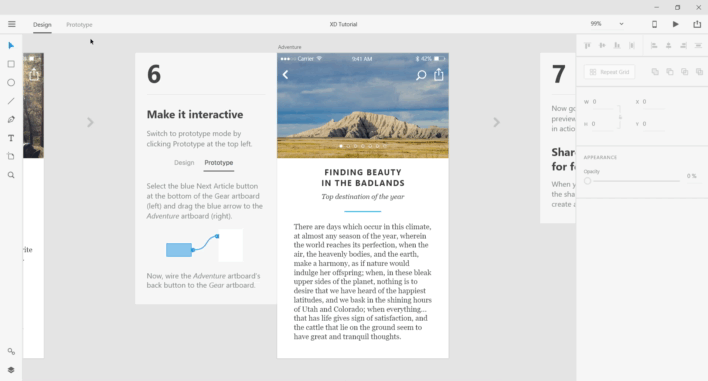 Design Prototype
XD Tutorial
99%
Adventure
6
Make it interactive
Switch to prototype mode by
clicking Prototype at the top left.
Design Prototype
Select the blue Next Article button
at the bottom of the Gear artboard
(left) and drag the blue arrow to the
Adventure artboard (right).
Now, wire the Adventure artboard's
back button to the Gear artboard.
Carrier
9:41 AM
42%
FINDING BEAUTY
IN THE BADLANDS
Top destination of the year
There are days which occur in this climate,
at almost any season of the year, wherein
the world reaches its perfection, when the
air, the heavenly bodies, and the earth,
make a harmony, as if nature would
indulge her offspring; when, in these bleak
upper sides of the planet, nothing is to
desire that we have heard of the happiest
latitudes, and we bask in the shining hours
of Utah and Colorado; when everything...
that has life gives sign of satisfaction, and
the cattle that lie on the ground seem to
have great and tranquil thoughts.
7
Now go
preview
in action
Shar
for f
When y
the sha
create a
Repeat Grid
W 0
X 0
H 0
Y 0
APPEARANCE
Opacity
0 %